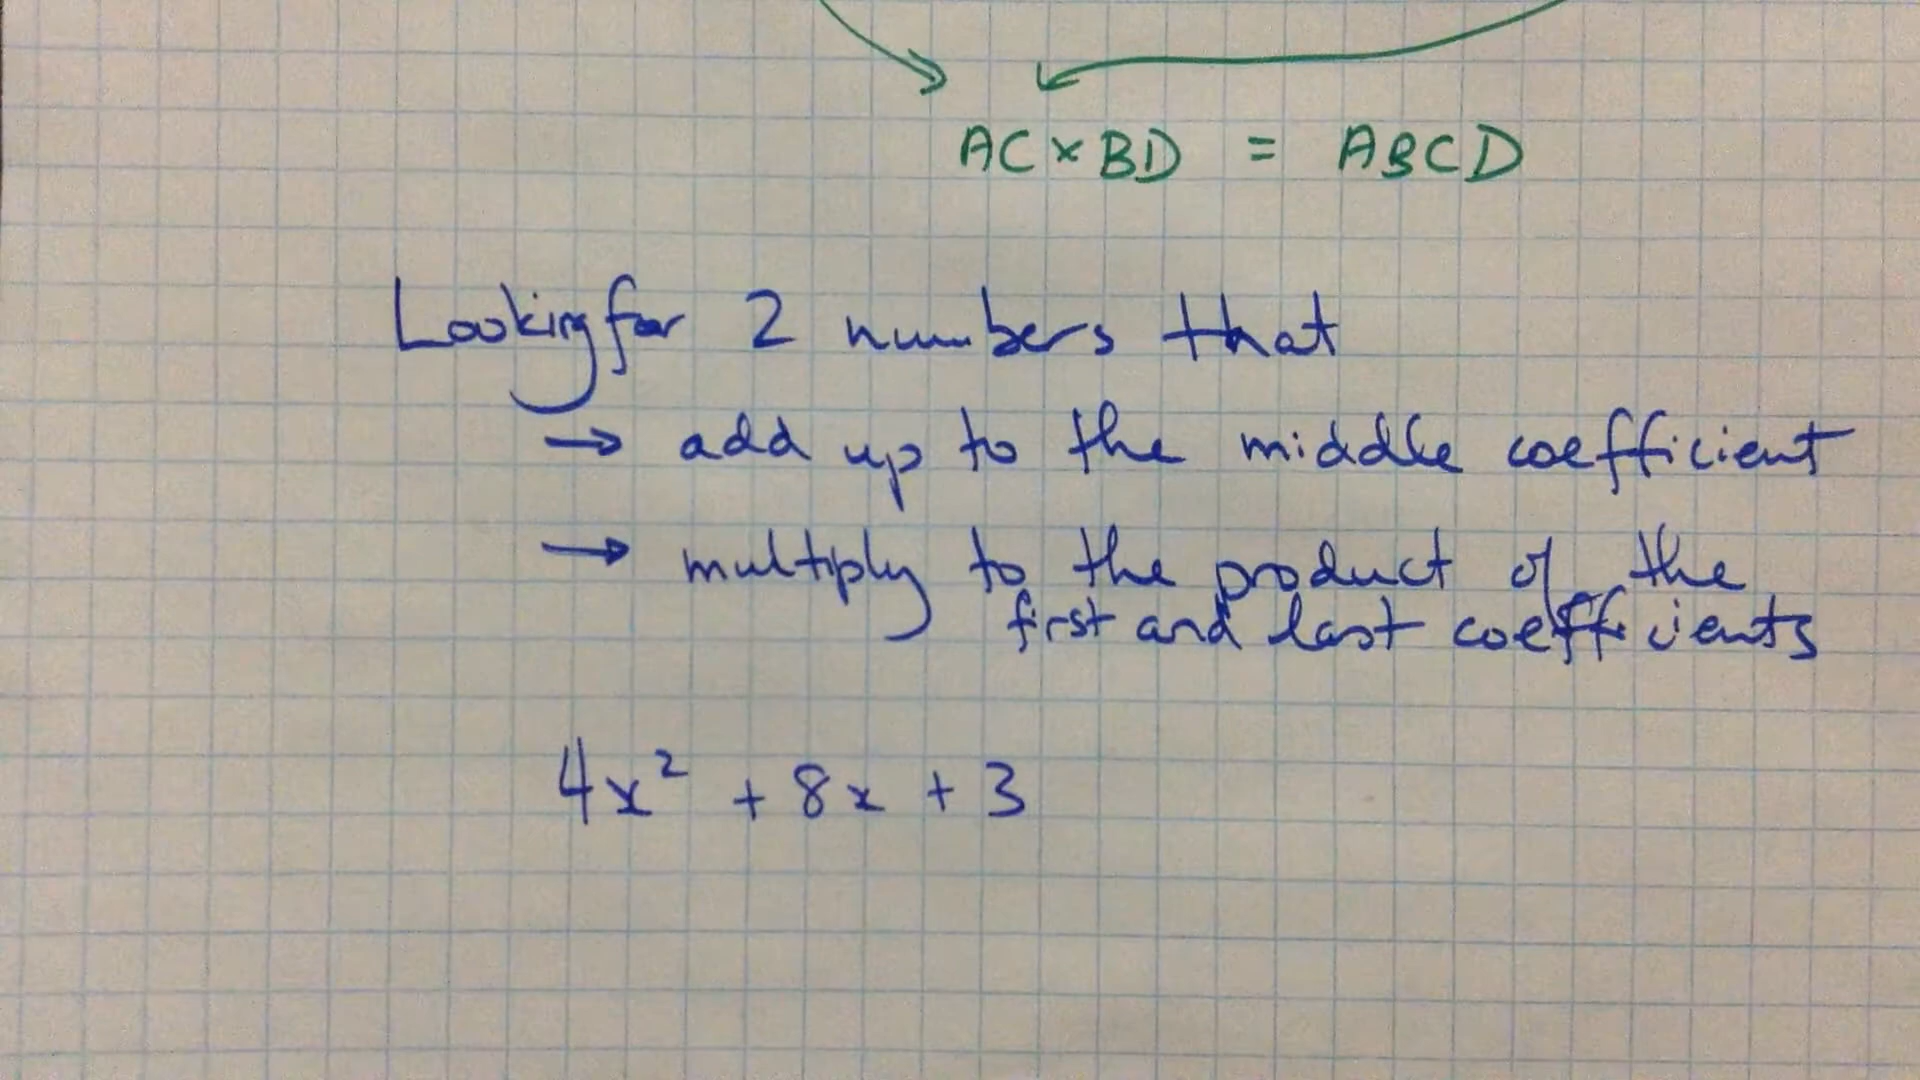 AC × BD = ABCD
Looking for 2 numbers that
→ add up to the middle coefficient
→ multiply to the product of the
first and last coefficients
4x² + 8x + 3